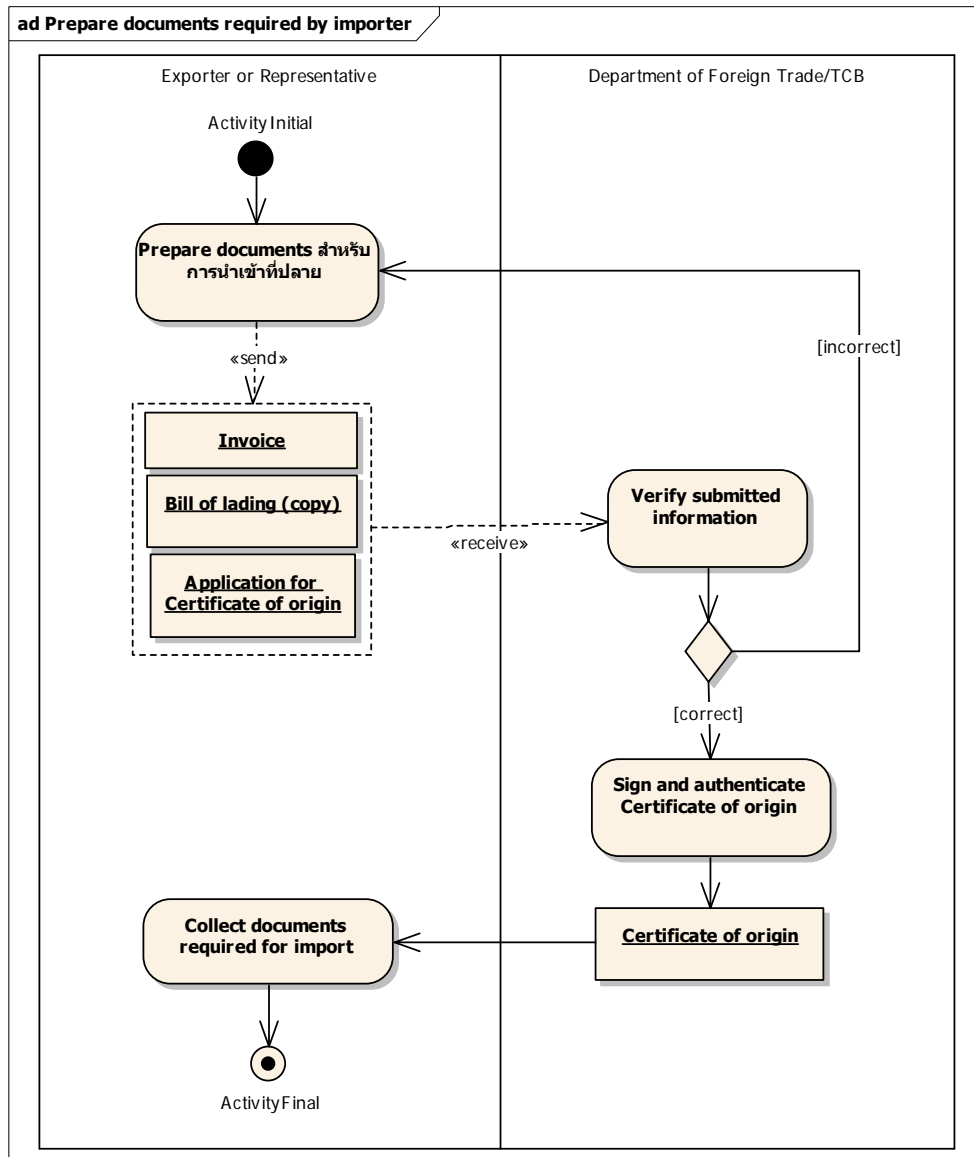 ad Prepare documents required by importer
Exporter or Representative
Department of Foreign Trade/TCB
ActivityInitial
Prepare documents สำหรับ
การนำเข้าที่ปลาย
[incorrect]
«send»
Invoice
Bill of lading (copy)
Application for
Certificate of origin
«receive»
Verify submitted
information
[correct]
Sign and authenticate
Certificate of origin
Certificate of origin
Collect documents
required for import
ActivityFinal